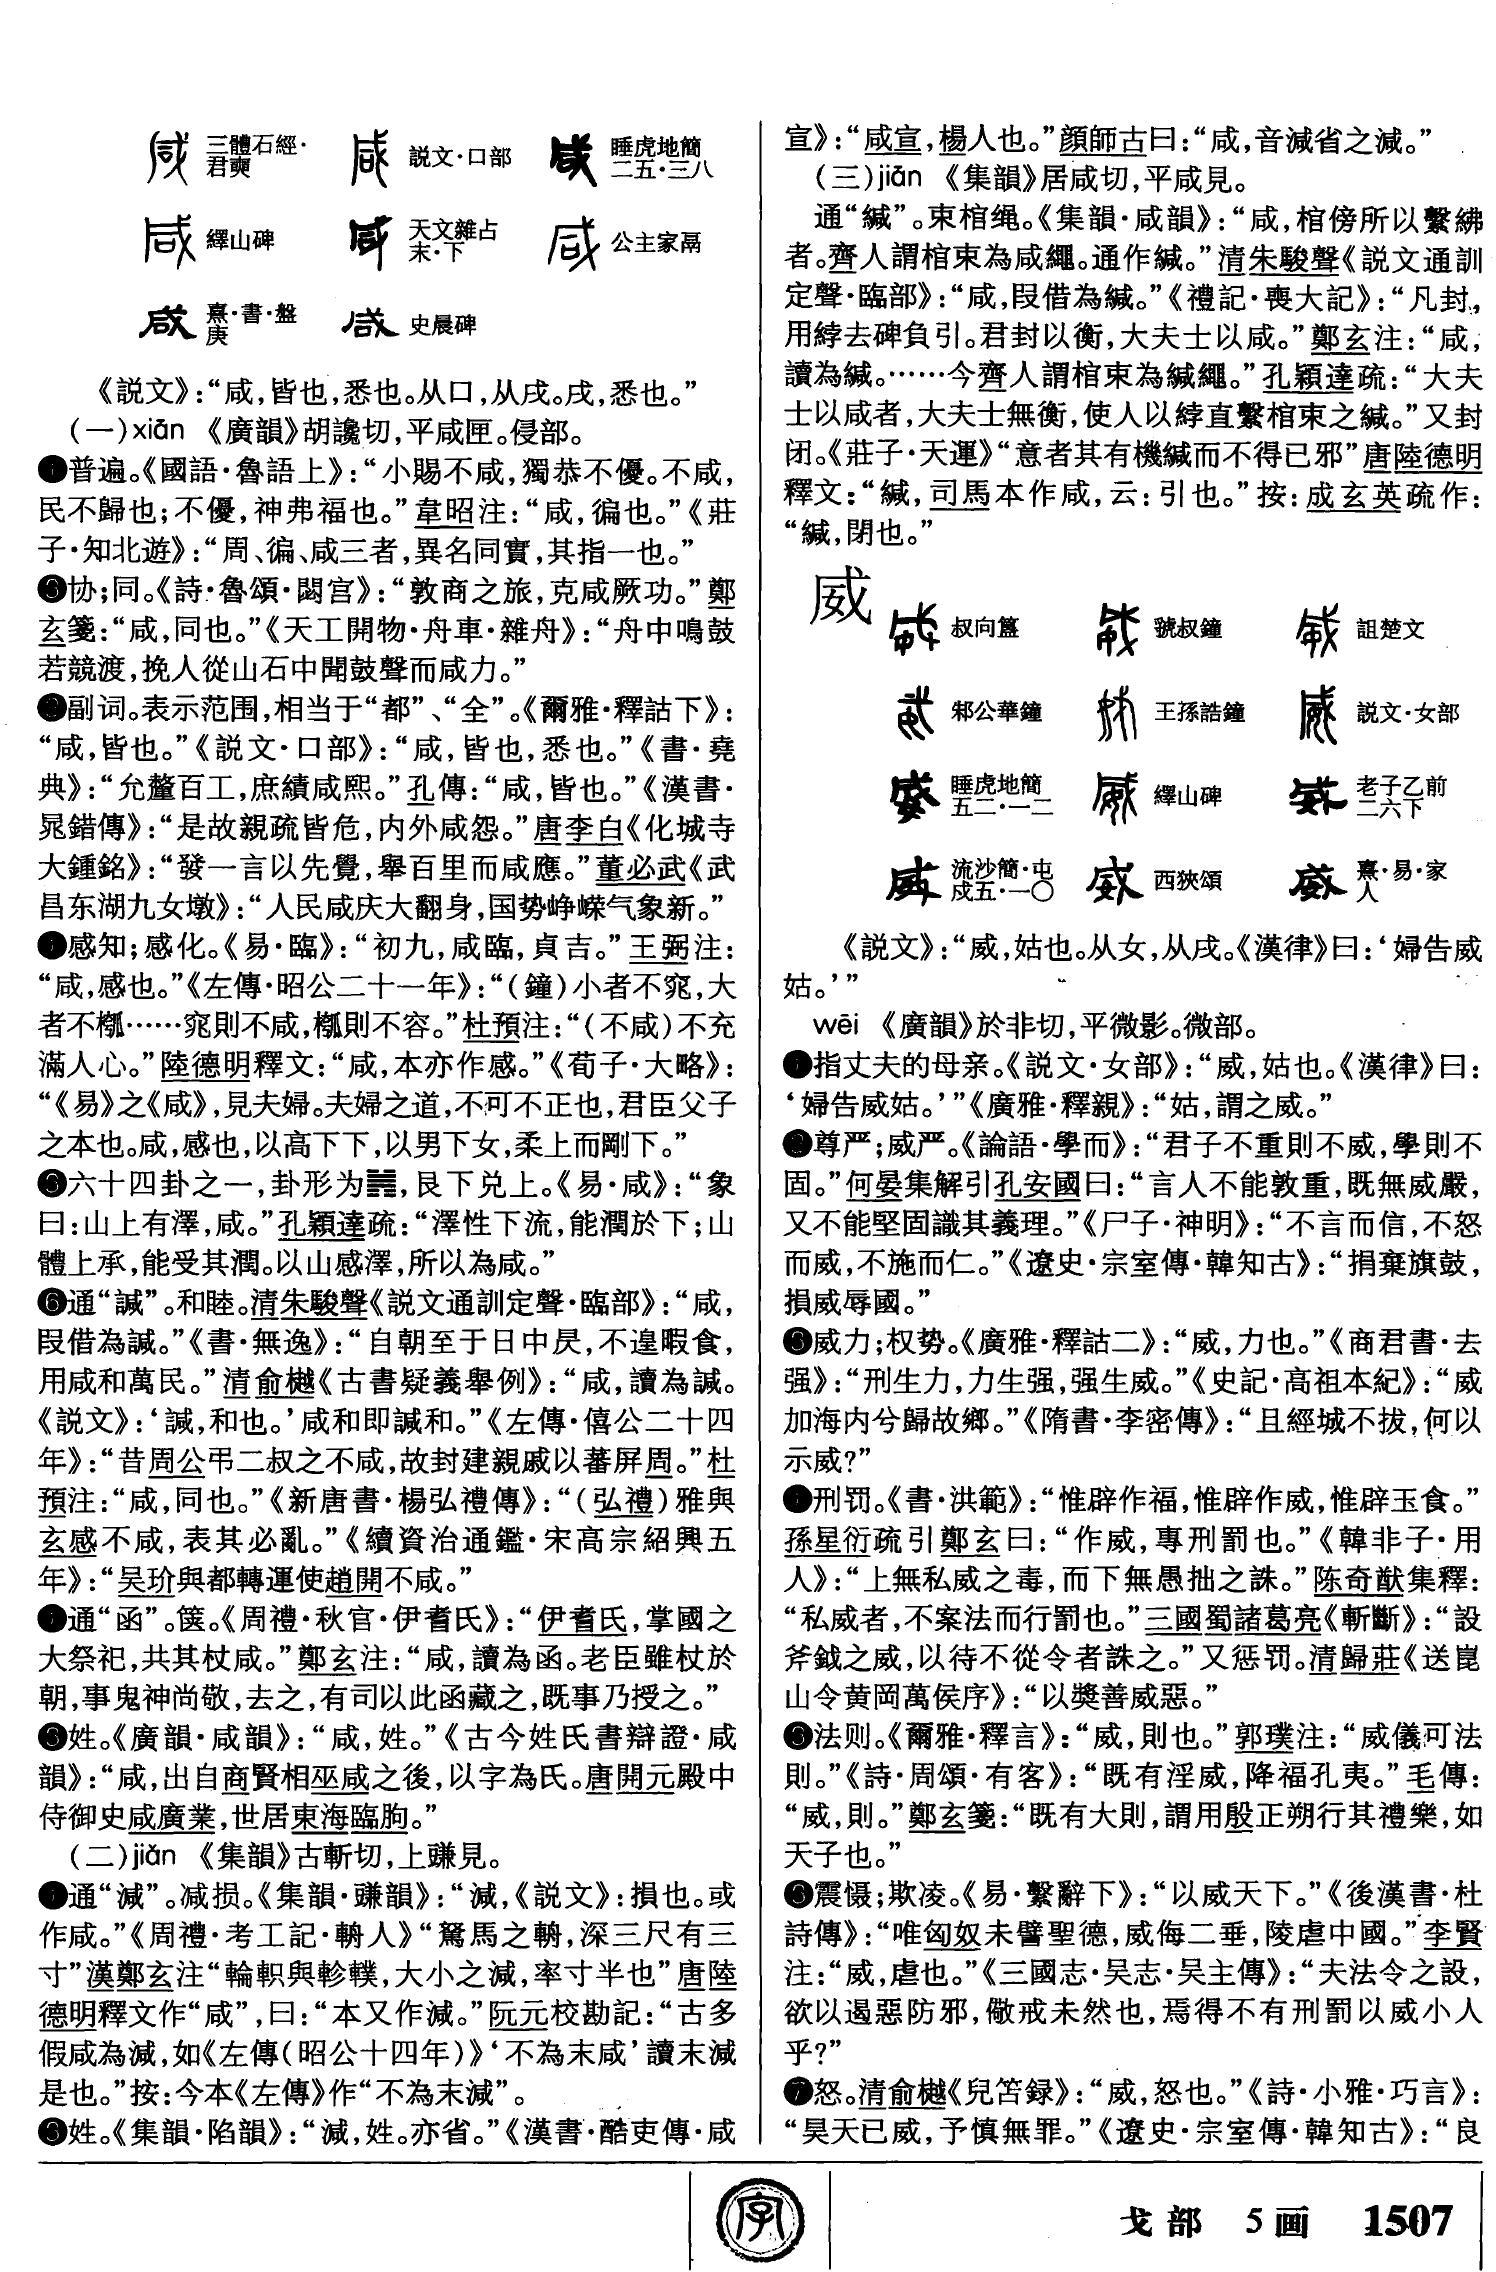 三體石經·
君奭
説文·口部
睡虎地簡
二五·三八
繹山碑
天文雜占
末·下
公主家鬲
熹·書·盤
庚
史晨碑
《説文》：“咸，皆也，悉也。从口，从戌。戌，悉也。”
(一)xián 《廣韻》胡讒切，平咸匣。侵部。
❶普遍。《國語·魯語上》：“小賜不咸，獨恭不優。不咸，
民不歸也；不優，神弗福也。”韋昭注：“咸，徧也。”《莊
子·知北遊》：“周、徧、咸三者，異名同實，其指一也。”
協；同。《詩·魯頌·閟宫》：“敦商之旅，克咸厥功。”鄭
玄箋：“咸，同也。”《天工開物·舟車·雜舟》：“舟中鳴鼓
若競渡，挽人從山石中聞鼓聲而咸力。”
副词。表示范围，相当于“都”、“全”。《爾雅·釋詁下》：
“咸，皆也。”《説文·口部》：“咸，皆也，悉也。”《書·堯
典》：“允釐百工，庶績咸熙。”孔傳：“咸，皆也。”《漢書·
晁錯傳》：“是故親疏皆危，内外咸怨。”唐李白《化城寺
大鍾銘》：“發一言以先覺，舉百里而咸應。”董必武《武
昌东湖九女墩》：“人民咸庆大翻身，国势峥嵘气象新。”
感知；感化。《易·臨》：“初九，咸臨，貞吉。”王弼注：
“咸，感也。”《左傳·昭公二十一年》：“(鐘)小者不窕，大
者不槬……窕則不咸，槬則不容。”杜預注：“(不咸)不充
滿人心。”陸德明釋文：“咸，本亦作感。”《荀子·大略》：
“《易》之《咸》，見夫婦。夫婦之道，不可不正也，君臣父子
之本也。咸，感也，以高下下，以男下女，柔上而剛下。”
六十四卦之一，卦形为䷞，艮下兑上。《易·咸》：“象
曰：山上有澤，咸。”孔穎達疏：“澤性下流，能潤於下；山
體上承，能受其潤。以山感澤，所以為咸。”
❻通“諴”。和睦。清朱駿聲《説文通訓定聲·臨部》：“咸，
叚借為諴。”《書·無逸》：“自朝至于日中昃，不遑暇食，
用咸和萬民。”清俞樾《古書疑義舉例》：“咸，讀為諴。
《説文》：‘諴，和也。’咸和即諴和。”《左傳·僖公二十四
年》：“昔周公弔二叔之不咸，故封建親戚以蕃屏周。”杜
預注：“咸，同也。”《新唐書·楊弘禮傳》：“(弘禮)雅與
玄感不咸，表其必亂。”《續資治通鑑·宋高宗紹興五
年》：“吴玠與都轉運使趙開不咸。”
通“函”。箧。《周禮·秋官·伊耆氏》：“伊耆氏，掌國之
大祭祀，共其杖咸。”鄭玄注：“咸，讀為函。老臣雖杖於
朝，事鬼神尚敬，去之，有司以此函藏之，既事乃授之。”
姓。《廣韻·咸韻》：“咸，姓。”《古今姓氏書辯證·咸
韻》：“咸，出自商賢相巫咸之後，以字為氏。唐開元殿中
侍御史咸廣業，世居東海臨朐。”
(二)jiǎn 《集韻》古斬切，上豏見。
❶通“減”。减损。《集韻·豏韻》：“減，《説文》：損也。或
作咸。”《周禮·考工記·輈人》“駑馬之輈，深三尺有三
寸”漢鄭玄注“輪軹與軫轐，大小之減，率寸半也”唐陸
德明釋文作“咸”，曰：“本又作減。”阮元校勘記：“古多
假咸為減，如《左傳(昭公十四年)》‘不為末咸’讀末減
是也。”按：今本《左傳》作“不為末減”。
姓。《集韻·陷韻》：“減，姓。亦省。”《漢書·酷吏傳·咸
宣》：“咸宣，楊人也。”顔師古曰：“咸，音減省之減。”
(三)jiān 《集韻》居咸切，平咸見。
通“緘”。束棺绳。《集韻·咸韻》：“咸，棺傍所以繫紼
者。齊人謂棺束為咸繩。通作緘。”清朱駿聲《説文通訓
定聲·臨部》：“咸，叚借為緘。”《禮記·喪大記》：“凡封，
用綍去碑負引。君封以衡，大夫士以咸。”鄭玄注：“咸，
讀為緘。……今齊人謂棺束為緘繩。”孔穎達疏：“大夫
士以咸者，大夫士無衡，使人以綍直繫棺束之緘。”又封
闭。《莊子·天運》“意者其有機緘而不得已邪”唐陸德明
釋文：“緘，司馬本作咸，云：引也。”按：成玄英疏作：
“緘，閉也。”
威
叔向簋
虢叔鐘
詛楚文
邾公華鐘
王孫誥鐘
説文·女部
睡虎地簡
五二·一二
繹山碑
老子乙前
二六下
流沙簡·屯
戍五·一〇
西狹頌
熹·易·家
人
《説文》：“威，姑也。从女，从戌。《漢律》曰：‘婦告威
姑。’”
wēi 《廣韻》於非切，平微影。微部。
❶指丈夫的母亲。《説文·女部》：“威，姑也。《漢律》曰：
‘婦告威姑。’”《廣雅·釋親》：“姑，謂之威。”
❷尊严；威严。《論語·學而》：“君子不重則不威，學則不
固。”何晏集解引孔安國曰：“言人不能敦重，既無威嚴，
又不能堅固識其義理。”《尸子·神明》：“不言而信，不怒
而威，不施而仁。”《遼史·宗室傳·韓知古》：“捐棄旗鼓，
損威辱國。”
❸威力；权势。《廣雅·釋詁二》：“威，力也。”《商君書·去
强》：“刑生力，力生强，强生威。”《史記·高祖本紀》：“威
加海内兮歸故鄉。”《隋書·李密傳》：“且經城不拔，何以
示威？”
刑罚。《書·洪範》：“惟辟作福，惟辟作威，惟辟玉食。”
孫星衍疏引鄭玄曰：“作威，專刑罰也。”《韓非子·用
人》：“上無私威之毒，而下無愚拙之誅。”陈奇猷集釋：
“私威者，不案法而行罰也。”三國蜀諸葛亮《斬斷》：“設
斧鉞之威，以待不從令者誅之。”又惩罚。清歸莊《送崑
山令黄岡萬侯序》：“以獎善威惡。”
法则。《爾雅·釋言》：“威，則也。”郭璞注：“威儀可法
則。”《詩·周頌·有客》：“既有淫威，降福孔夷。”毛傳：
“威，則。”鄭玄箋：“既有大則，謂用殷正朔行其禮樂，如
天子也。”
震慑；欺凌。《易·繫辭下》：“以威天下。”《後漢書·杜
詩傳》：“唯匈奴未譬聖德，威侮二垂，陵虐中國。”李賢
注：“威，虐也。”《三國志·吴志·吴主傳》：“夫法令之設，
欲以遏惡防邪，儆戒未然也，焉得不有刑罰以威小人
乎？”
❼怒。清俞樾《兒笘録》：“威，怒也。”《詩·小雅·巧言》：
“昊天已威，予慎無罪。”《遼史·宗室傳·韓知古》：“良
字
戈部 5画 1507